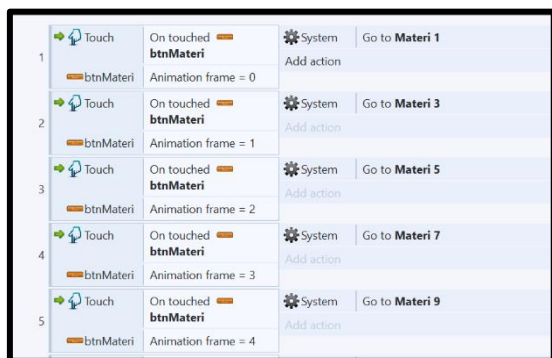 1
Touch On touched
btnMateri
btnMateri Animation frame = 0
System Go to Materi 1
Add action
2
Touch On touched
btnMateri
btnMateri Animation frame = 1
System Go to Materi 3
Add action
3
Touch On touched
btnMateri
btnMateri Animation frame = 2
System Go to Materi 5
Add action
4
Touch On touched
btnMateri
btnMateri Animation frame = 3
System Go to Materi 7
Add action
5
Touch On touched
btnMateri
btnMateri Animation frame = 4
System Go to Materi 9
Add action